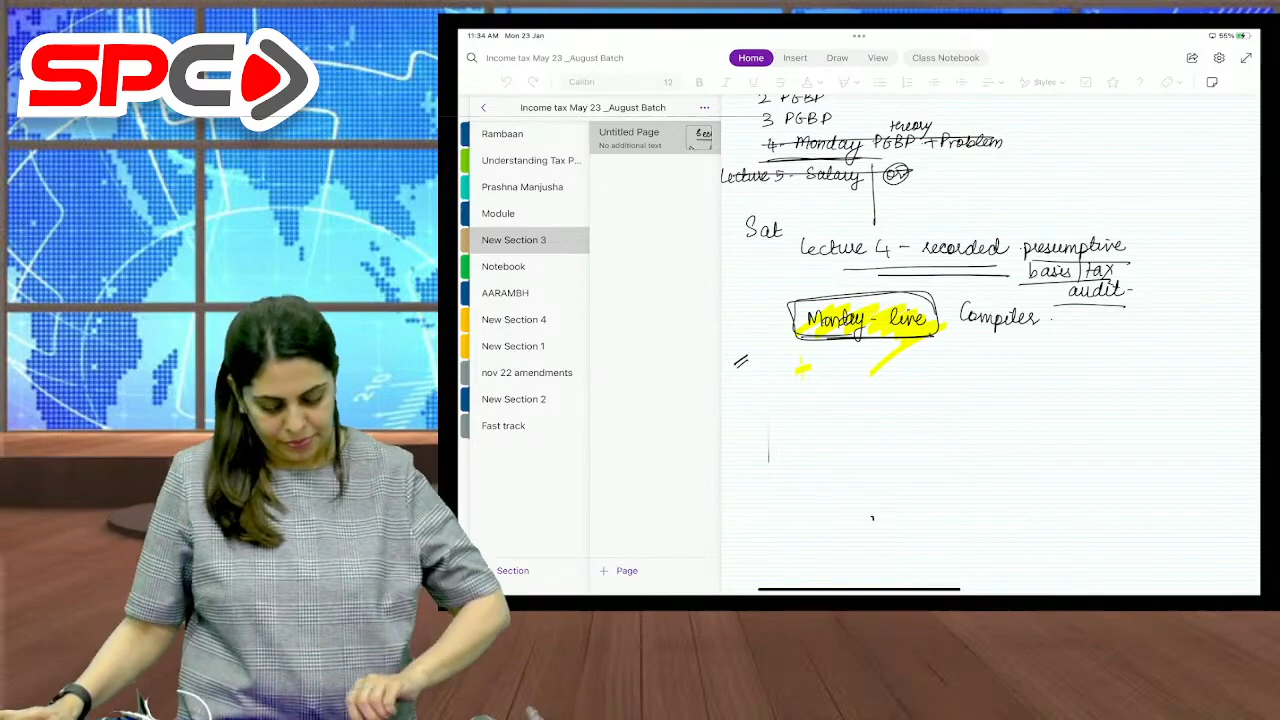 SPC
11:34 AM Mon 23 Jan
55%
Income tax May 23 _August Batch
Home Insert Draw View Class Notebook
Calibri 12
Styles
Income tax May 23 _August Batch
Rambaan
Understanding Tax P...
Prashna Manjusha
Module
New Section 3
Notebook
AARAMBH
New Section 4
New Section 1
nov 22 amendments
New Section 2
Fast track
Section
Untitled Page
No additional text
Page
2 PGBP
3 PGBP
theory
4- Monday PGBP + Problem
Lecture 5 - Salary
Sat
Lecture 4 - recorded presumptive
basis tax
audit-
Monday - live Compiler.